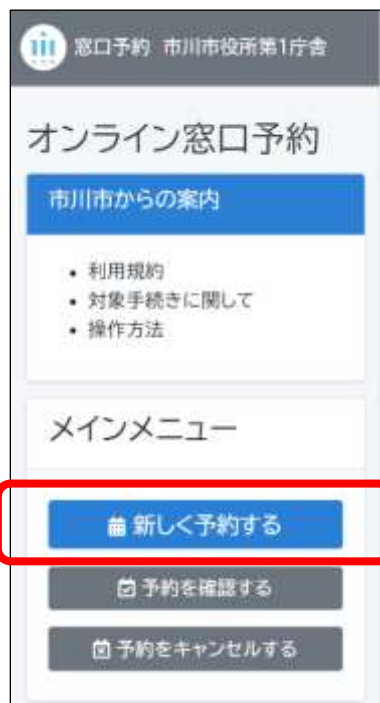 窓口予約 市川市役所第1庁舎
オンライン窓口予約
市川市からの案内
• 利用規約
• 対象手続きに関して
• 操作方法
メインメニュー
新しく予約する
予約を確認する
予約をキャンセルする